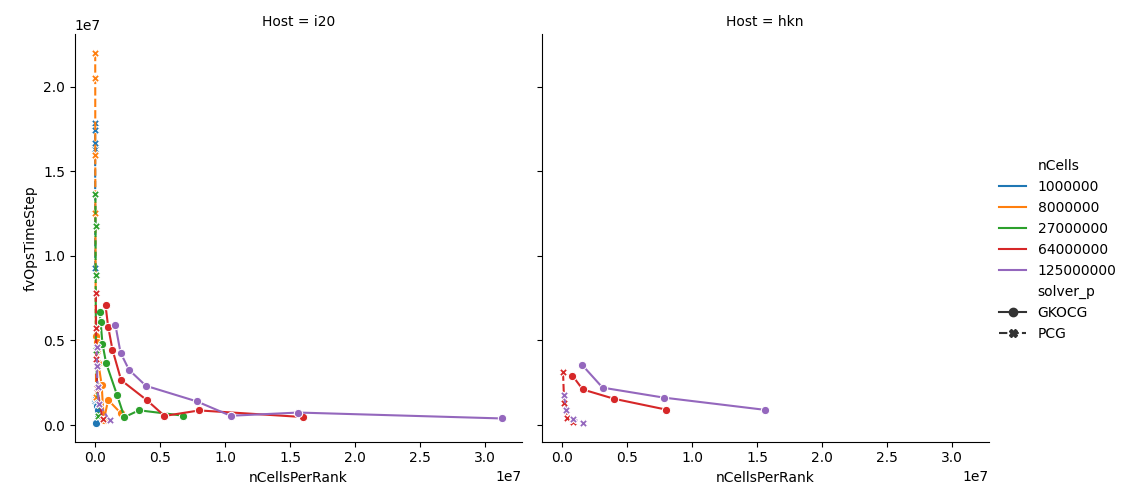 Host = i20
Host = hkn
1e7
2.0
1.5
1.0
0.5
0.0
fvOpsTimeStep
0.0 0.5 1.0 1.5 2.0 2.5 3.0
1e7
nCellsPerRank
0.0 0.5 1.0 1.5 2.0 2.5 3.0
1e7
nCellsPerRank
nCells
1000000
8000000
27000000
64000000
125000000
solver_p
GKOCG
PCG